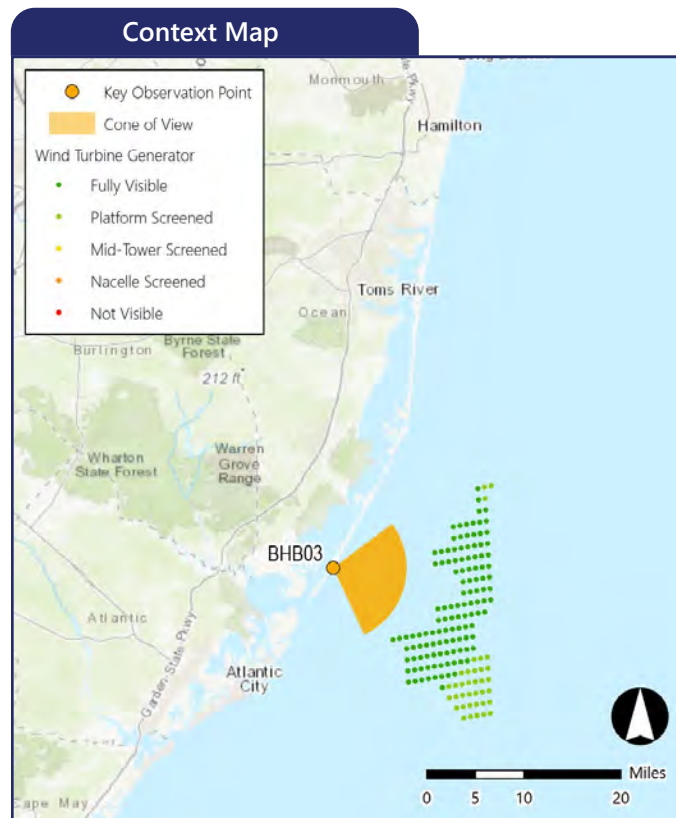 Context Map
Key Observation Point
Cone of View
Wind Turbine Generator
Fully Visible
Platform Screened
Mid-Tower Screened
Nacelle Screened
Not Visible
Monmouth
Hamilton
Toms River
Ocean
Burlington
Byrne State
Forest
212 ft
Wharton
State Forest
Warren
Grove
Range
BHB03
Atlantic
Garden State Pkwy
Atlantic
City
Cape May
Miles
0 5 10 20